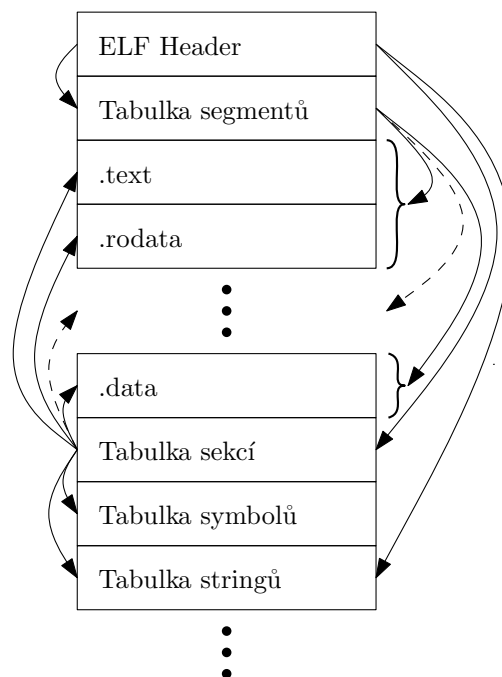 ELF Header
Tabulka segmentů
.text
.rodata
.data
Tabulka sekcí
Tabulka symbolů
Tabulka stringů